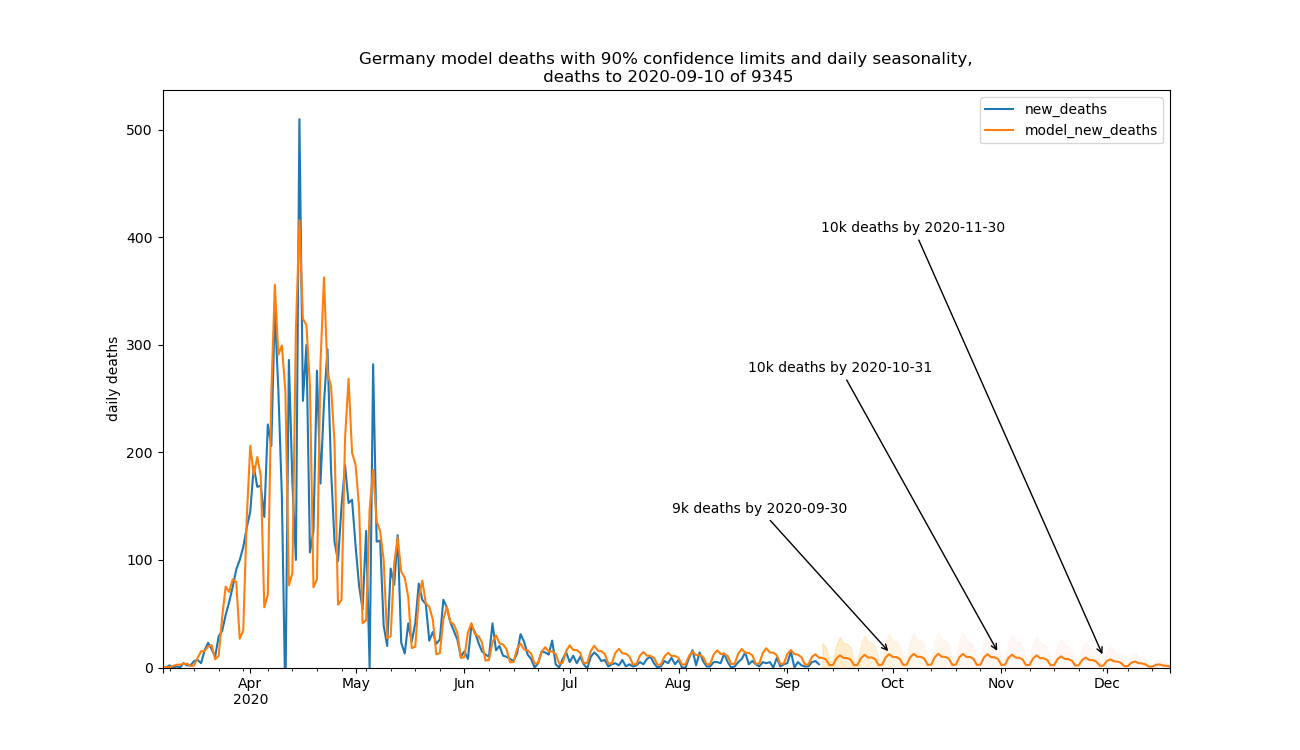 Germany model deaths with 90% confidence limits and daily seasonality,
deaths to 2020-09-10 of 9345
new_deaths
model_new_deaths
500
400
300
200
100
0
daily deaths
10k deaths by 2020-11-30
10k deaths by 2020-10-31
9k deaths by 2020-09-30
Apr May Jun Jul Aug Sep Oct Nov Dec
2020